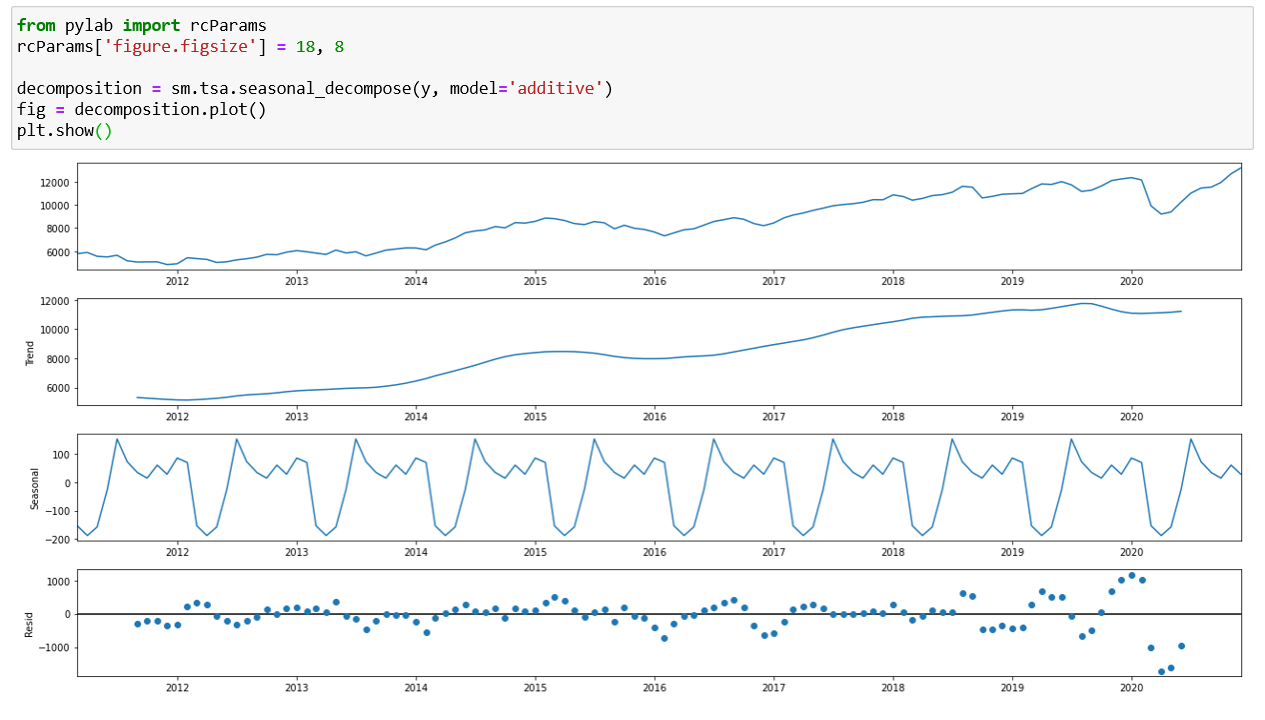 from pylab import rcParams
rcParams['figure.figsize'] = 18, 8
decomposition = sm.tsa.seasonal_decompose(y, model='additive')
fig = decomposition.plot()
plt.show()
12000
10000
8000
6000
2012 2013 2014 2015 2016 2017 2018 2019 2020
12000
10000
8000
6000
Trend
2012 2013 2014 2015 2016 2017 2018 2019 2020
100
0
−100
−200
Seasonal
2012 2013 2014 2015 2016 2017 2018 2019 2020
1000
0
−1000
Resid
2012 2013 2014 2015 2016 2017 2018 2019 2020